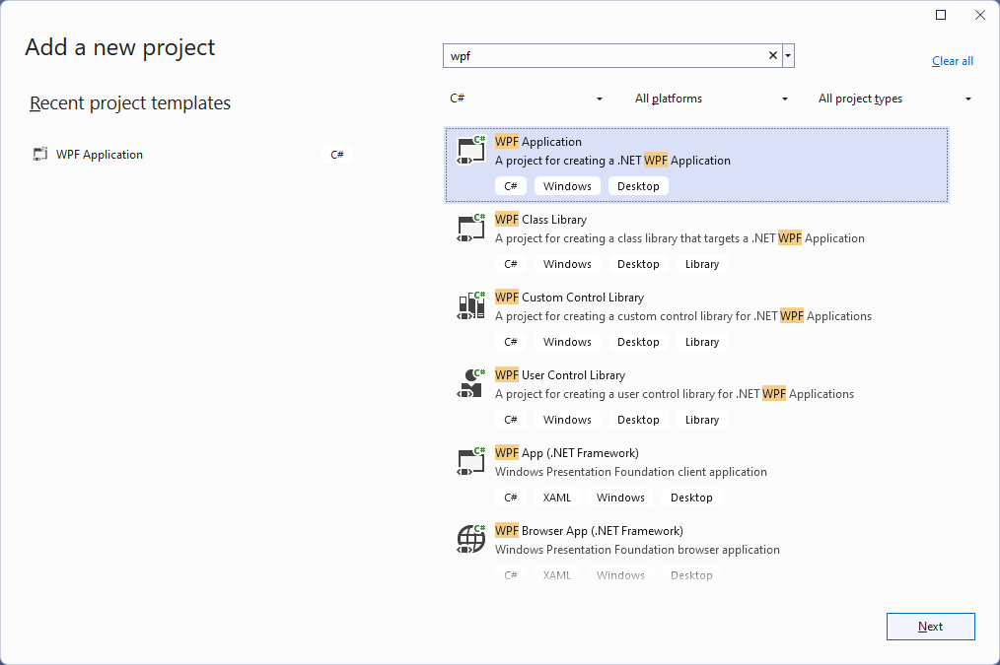 Add a new project
wpf
Clear all
Recent project templates
WPF Application C#
C# All platforms All project types
C#
WPF Application
A project for creating a .NET WPF Application
C# Windows Desktop
C#
WPF Class Library
A project for creating a class library that targets a .NET WPF Application
C# Windows Desktop Library
C#
WPF Custom Control Library
A project for creating a custom control library for .NET WPF Applications
C# Windows Desktop Library
C#
WPF User Control Library
A project for creating a user control library for .NET WPF Applications
C# Windows Desktop Library
C#
WPF App (.NET Framework)
Windows Presentation Foundation client application
C# XAML Windows Desktop
C#
WPF Browser App (.NET Framework)
Windows Presentation Foundation browser application
C# XAML Windows Desktop
Next